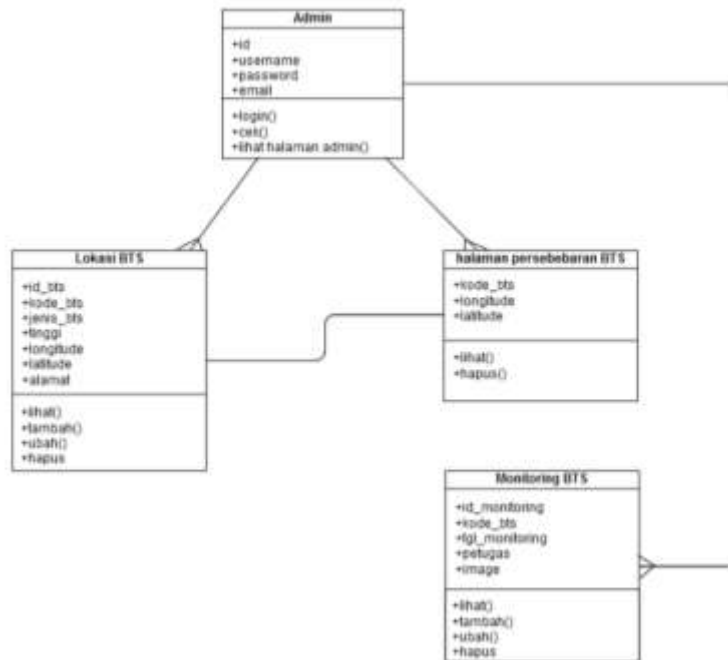 Admin
+id
+username
+password
+email
+login()
+cek()
+lihat halaman admin()
Lokasi BTS
+id_bts
+kode_bts
+jenis_bts
+tinggi
+longitude
+latitude
+alamat
+lihat()
+tambah()
+ubah()
+hapus
halaman persebebaran BTS
+kode_bts
+longitude
+latitude
+lihat()
+hapus()
Monitoring BTS
+id_monitoring
+kode_bts
+tgl_monitoring
+petugas
+image
+lihat()
+tambah()
+ubah()
+hapus